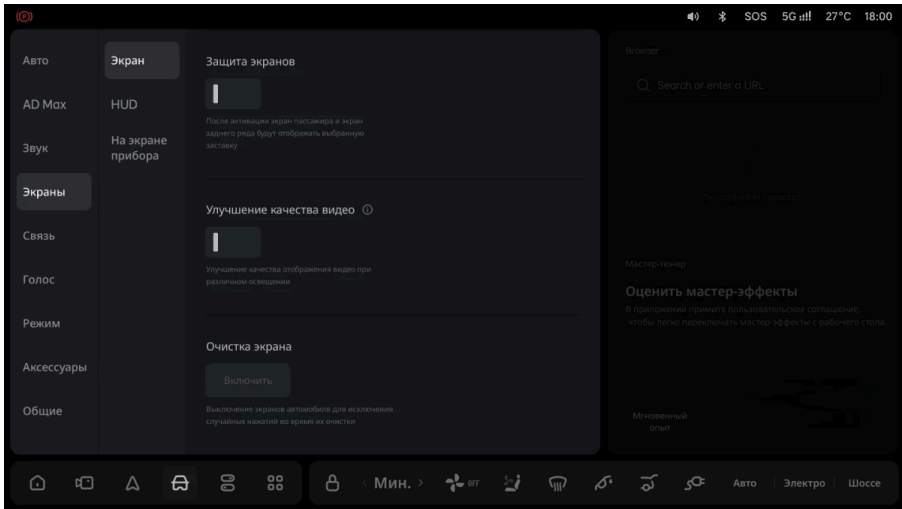 SOS 5G 27°C 18:00
Авто
AD Max
Звук
Экраны
Связь
Голос
Режим
Аксессуары
Общие
Экран
HUD
На экране
прибора
Защита экранов
После активации экран пассажира и экран
заднего ряда будут отображать выбранную
заставку
Улучшение качества видео
Улучшение качества отображения видео при
различном освещении
Очистка экрана
Включить
Выключение экранов автомобиля для исключения
случайных нажатий во время их очистки
Browser
Search or enter a URL
Мастер-тюнер
Оценить мастер-эффекты
В приложении примите пользовательское соглашение,
чтобы легко переключать мастер-эффекты с рабочего стола
Мгновенный
опыт
Мин. OFF Авто Электро Шоссе